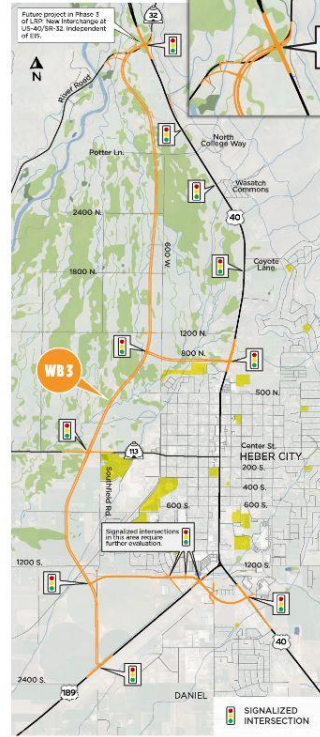 Future project in Phase 3
of LRP: New Interchange at
US-40/SR-32. Independent
of EIS.
32
N
River Road
North
College Way
Potter Ln.
Wasatch
Commons
2400 N.
40
600 W.
Coyote
Lane
1800 N.
1200 N.
800 N.
WB3
500 N.
113
Center St.
HEBER CITY
200 S.
Southfield Rd.
400 S.
600 S.
600 S.
Signalized intersections
in this area require
further evaluation.
1200 S.
1200 S.
40
2400 S.
189
DANIEL
SIGNALIZED
INTERSECTION